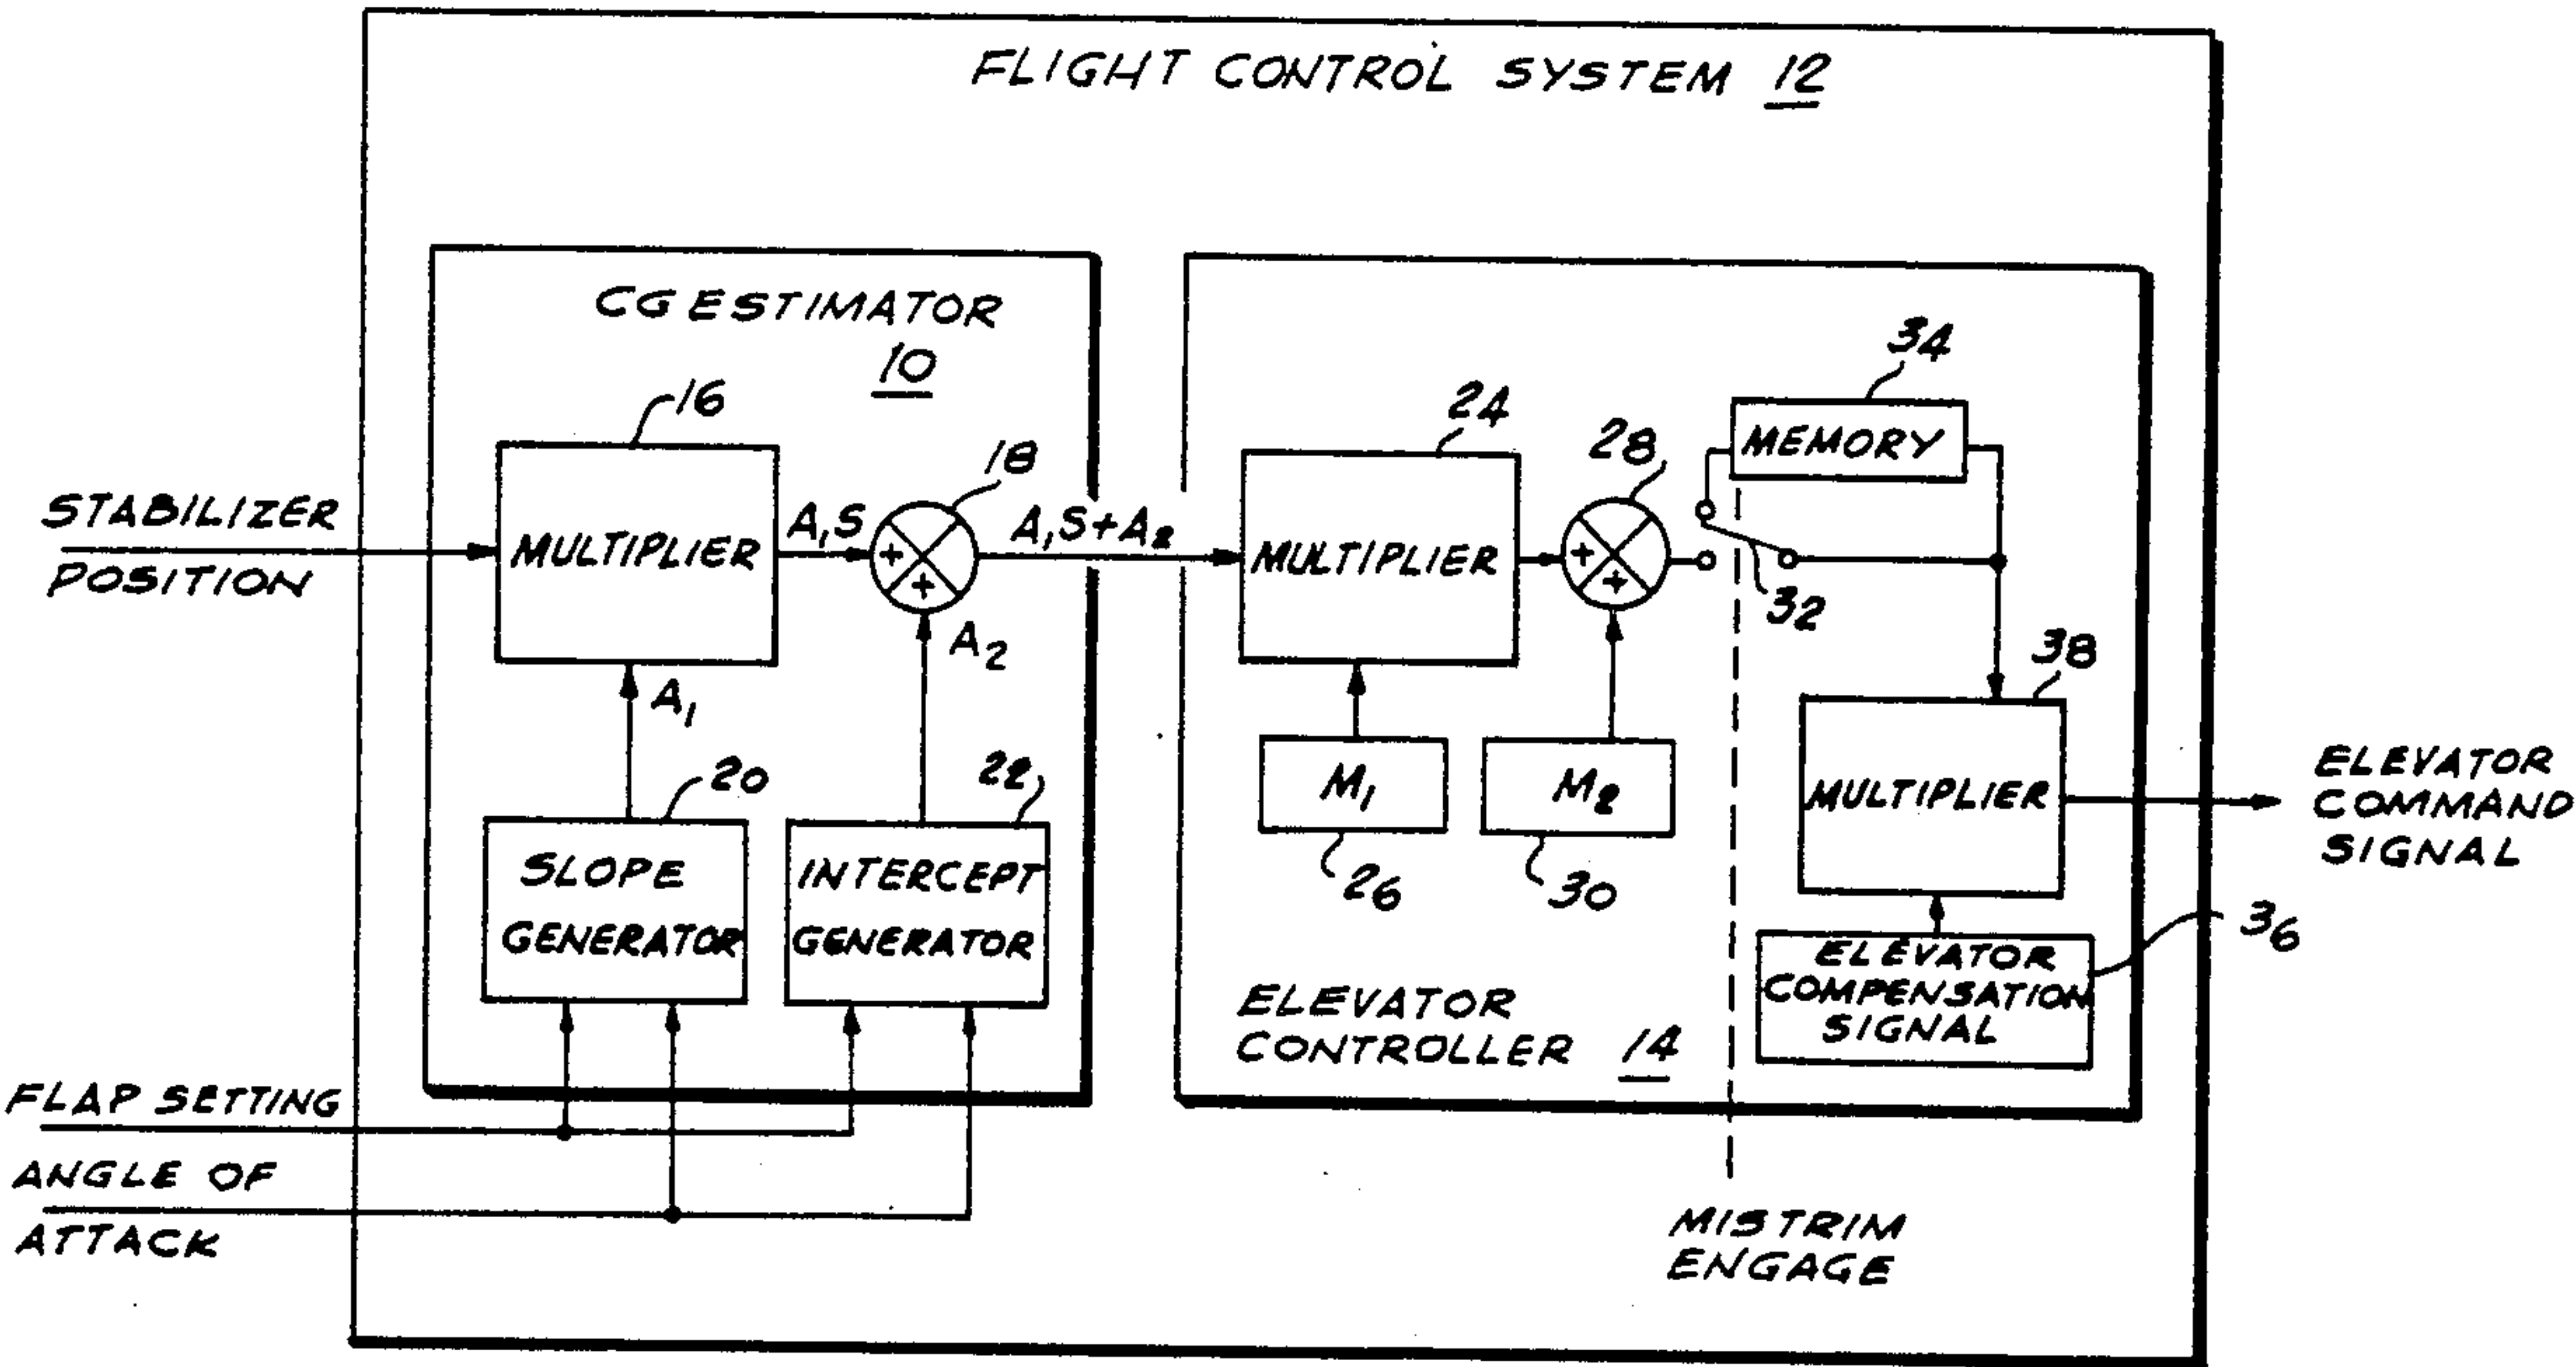 FLIGHT CONTROL SYSTEM 12
CG ESTIMATOR
10
34
MEMORY
16
18
24
28
STABILIZER
POSITION
MULTIPLIER
A₁S
+
+
A₁S+A₂
MULTIPLIER
+
+
32
A₁
A₂
38
20
22
M₁
M₂
MULTIPLIER
ELEVATOR
COMMAND
SIGNAL
SLOPE
GENERATOR
INTERCEPT
GENERATOR
26
30
36
ELEVATOR
COMPENSATION
SIGNAL
ELEVATOR
CONTROLLER 14
FLAP SETTING
ANGLE OF
ATTACK
MISTRIM
ENGAGE